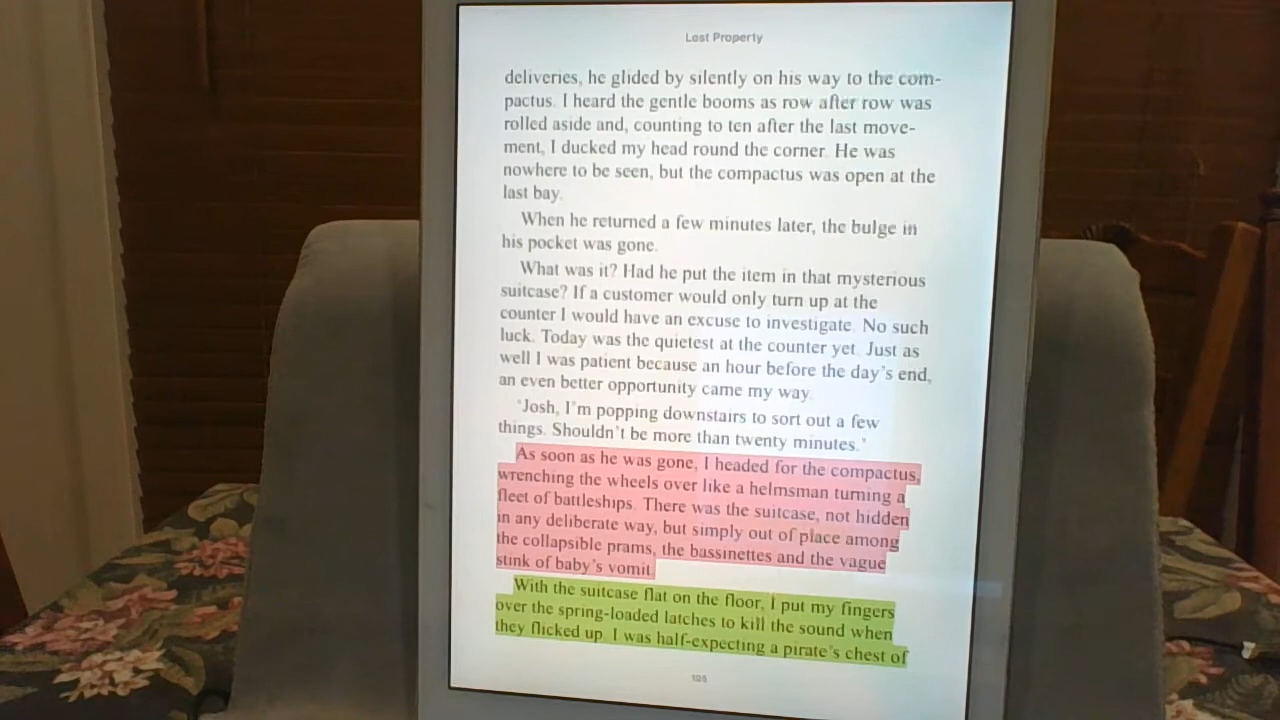 Lost Property
deliveries, he glided by silently on his way to the com-
pactus. I heard the gentle booms as row after row was
rolled aside and, counting to ten after the last move-
ment, I ducked my head round the corner. He was
nowhere to be seen, but the compactus was open at the
last bay.
When he returned a few minutes later, the bulge in
his pocket was gone.
What was it? Had he put the item in that mysterious
suitcase? If a customer would only turn up at the
counter I would have an excuse to investigate. No such
luck. Today was the quietest at the counter yet. Just as
well I was patient because an hour before the day's end,
an even better opportunity came my way.
'Josh, I'm popping downstairs to sort out a few
things. Shouldn't be more than twenty minutes.'
As soon as he was gone, I headed for the compactus,
wrenching the wheels over like a helmsman turning a
fleet of battleships. There was the suitcase, not hidden
in any deliberate way, but simply out of place among
the collapsible prams, the bassinettes and the vague
stink of baby's vomit.
With the suitcase flat on the floor, I put my fingers
over the spring-loaded latches to kill the sound when
they flicked up. I was half-expecting a pirate's chest of
105